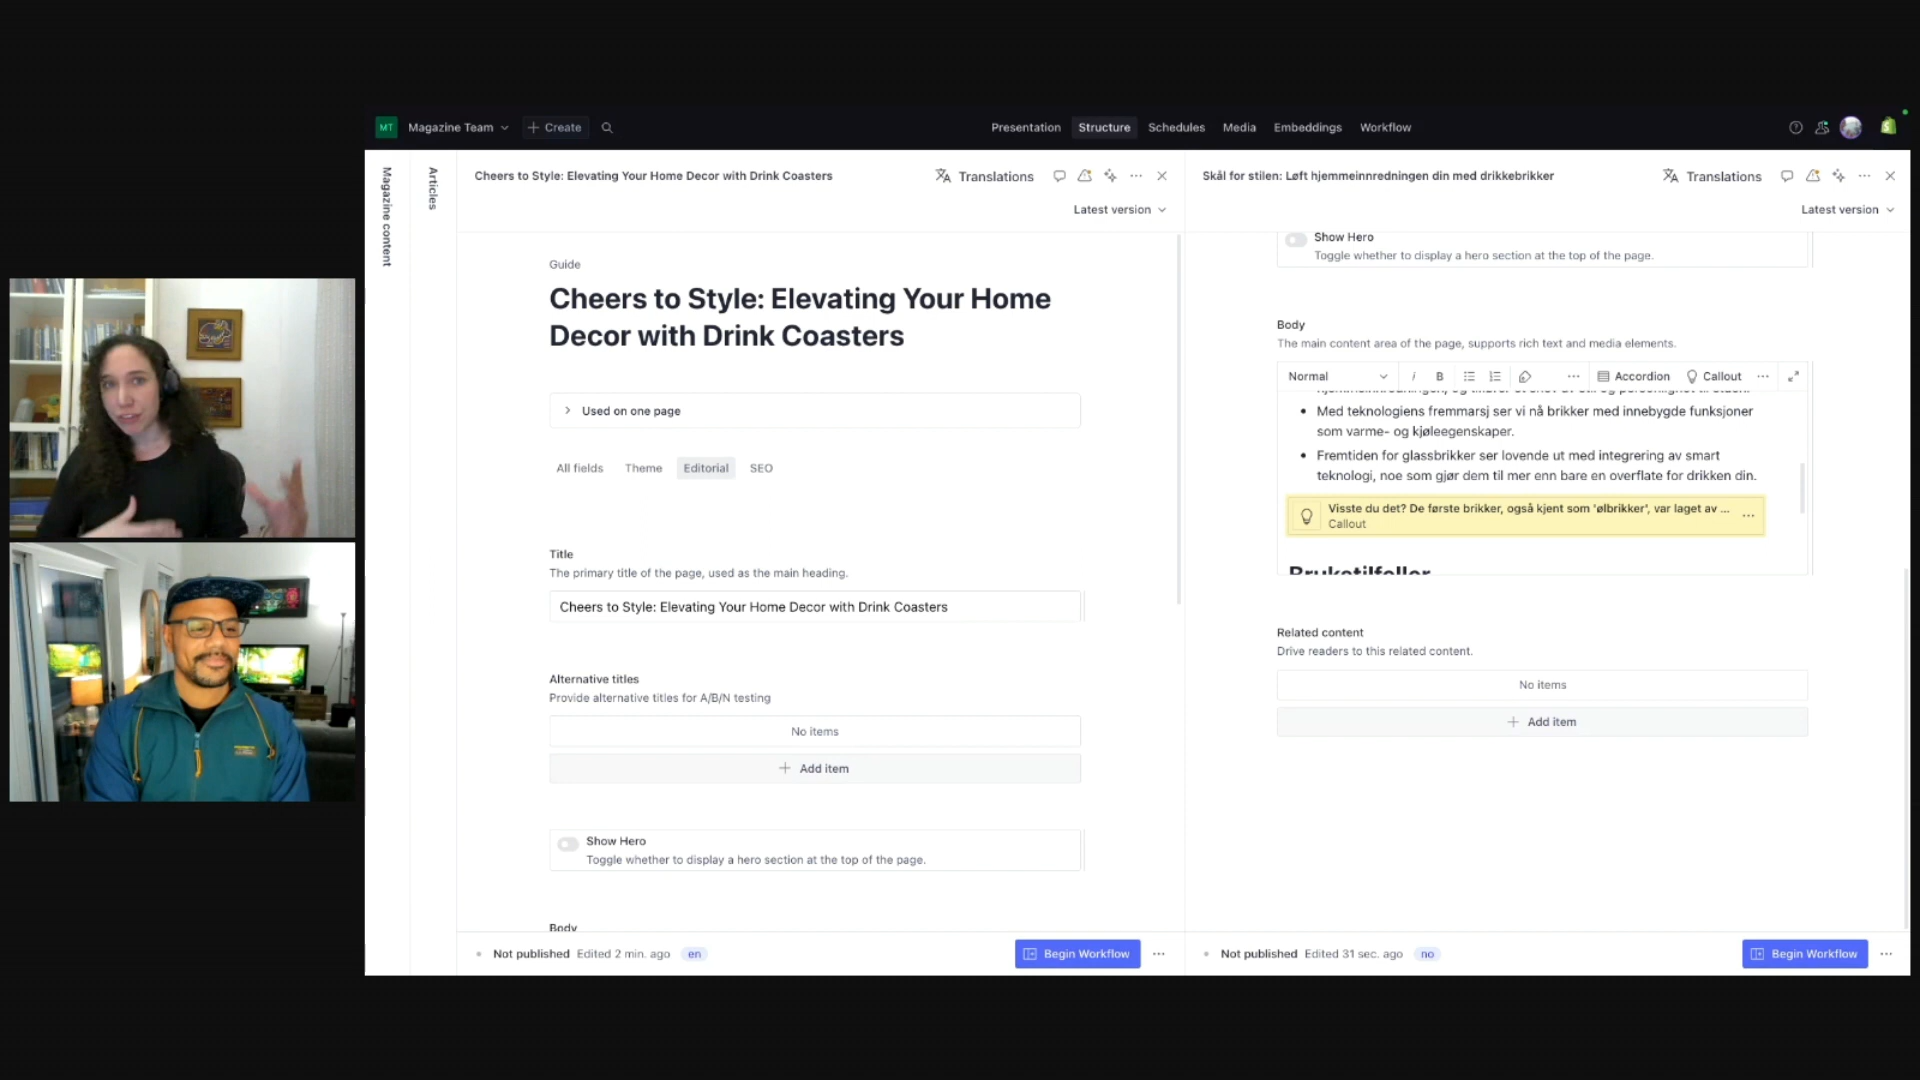 MT Magazine Team + Create
Presentation Structure Schedules Media Embeddings Workflow
Magazine content
Articles
Cheers to Style: Elevating Your Home Decor with Drink Coasters
Translations
Latest version
Guide
Cheers to Style: Elevating Your Home
Decor with Drink Coasters
Used on one page
All fields Theme Editorial SEO
Title
The primary title of the page, used as the main heading.
Cheers to Style: Elevating Your Home Decor with Drink Coasters
Alternative titles
Provide alternative titles for A/B/N testing
No items
+ Add item
Show Hero
Toggle whether to display a hero section at the top of the page.
Body
Not published Edited 2 min. ago en
Begin Workflow
Skål for stilen: Løft hjemmeinnredningen din med drikkebrikker
Translations
Latest version
Show Hero
Toggle whether to display a hero section at the top of the page.
Body
The main content area of the page, supports rich text and media elements.
Normal i B Accordion Callout
Med teknologiens fremmarsj ser vi nå brikker med innebygde funksjoner
som varme- og kjøleegenskaper.
Fremtiden for glassbrikker ser lovende ut med integrering av smart
teknologi, noe som gjør dem til mer enn bare en overflate for drikken din.
Visste du det? De første brikker, også kjent som 'ølbrikker', var laget av ...
Callout
Brukstilfeller
Related content
Drive readers to this related content.
No items
+ Add item
Not published Edited 31 sec. ago no
Begin Workflow